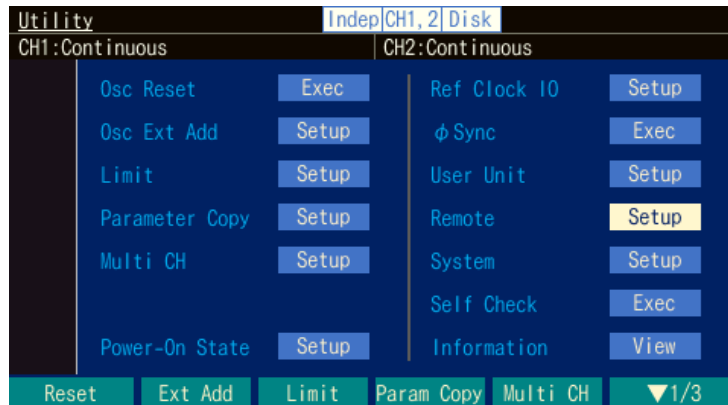 Utility Indep CH1,2 Disk
CH1:Continuous CH2:Continuous
Osc Reset Exec Ref Clock IO Setup
Osc Ext Add Setup ϕSync Exec
Limit Setup User Unit Setup
Parameter Copy Setup Remote Setup
Multi CH Setup System Setup
Self Check Exec
Power-On State Setup Information View
Reset Ext Add Limit Param Copy Multi CH ▼1/3